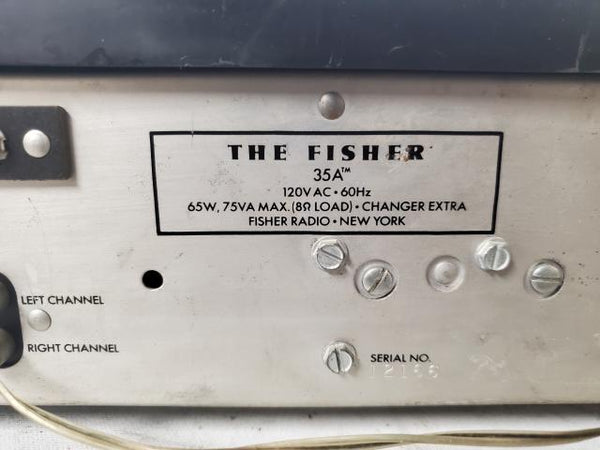 THE FISHER
35A™
120V AC • 60Hz
65W, 75VA MAX. (8Ω LOAD) • CHANGER EXTRA
FISHER RADIO • NEW YORK
LEFT CHANNEL
RIGHT CHANNEL
SERIAL NO.